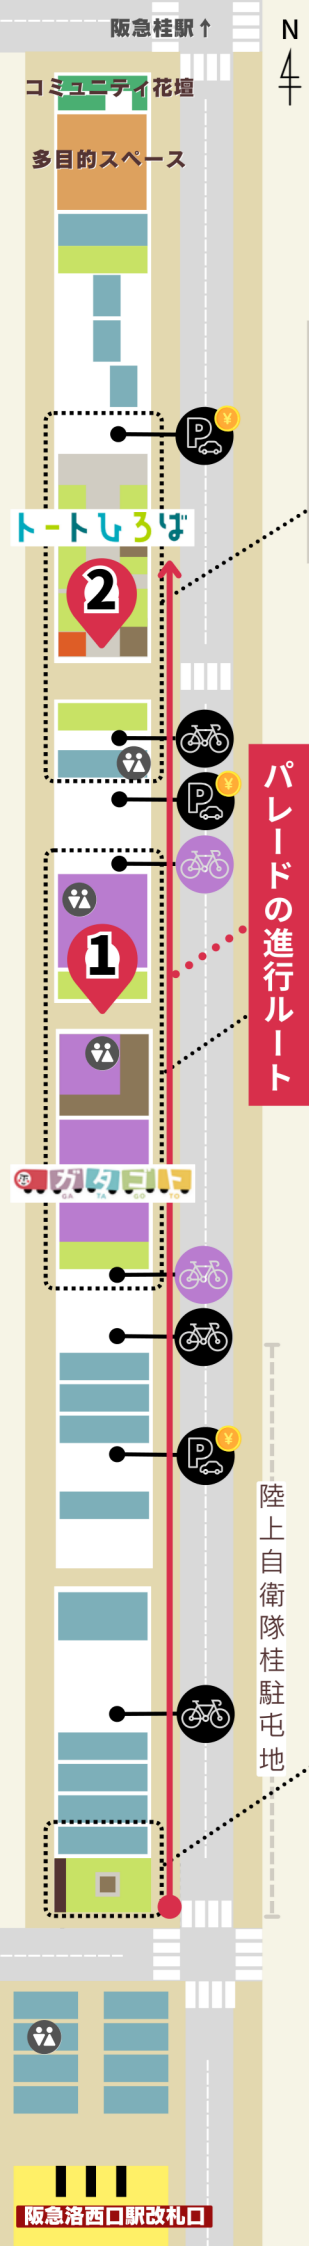 阪急桂駅↑
N
コミュニティ花壇
多目的スペース
P
¥
トートひろば
2
P
¥
パレードの進行ルート
1
ガタゴト
GA TA GO TO
P
¥
陸上自衛隊桂駐屯地
阪急洛西口駅改札口